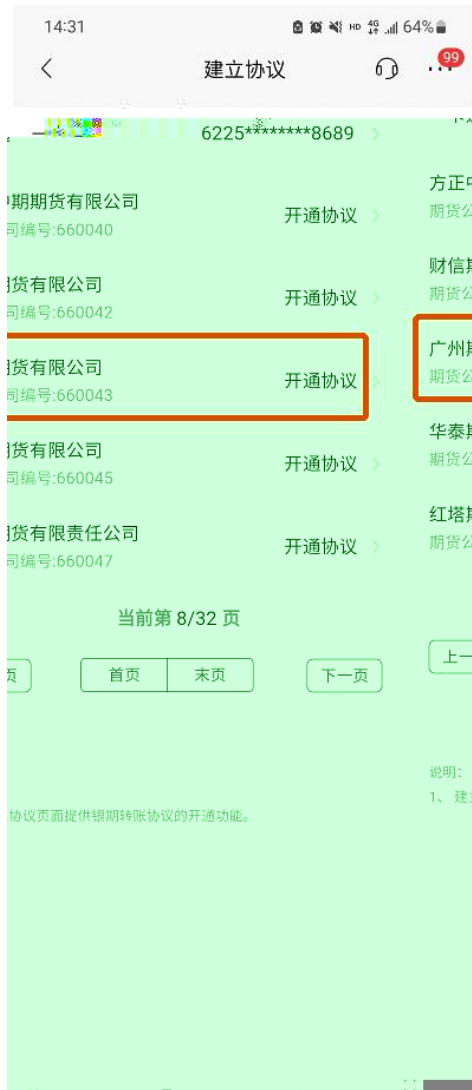 14:31
HD 4G 64%
建立协议
99
6225********8689
方正中
中期期货有限公司
开通协议
期货公
司编号:660040
财信期
期货有限公司
开通协议
期货公
司编号:660042
广州期
期货有限公司
开通协议
期货公
司编号:660043
华泰期
期货有限公司
开通协议
期货公
司编号:660045
红塔期
期货有限责任公司
开通协议
期货公
司编号:660047
当前第 8/32 页
上一
页
首页
末页
下一页
说明：
1、 建立
协议页面提供银期转账协议的开通功能。